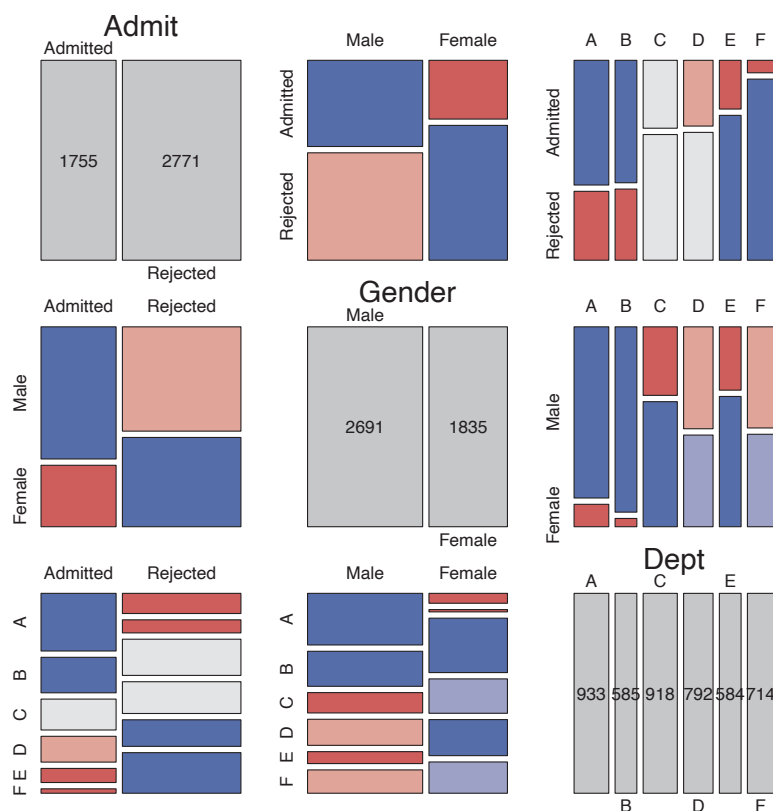 Admit
Admitted
1755
2771
Rejected
Male Female
Admitted
Rejected
A B C D E F
Admitted
Rejected
Admitted Rejected
Male
Female
Gender
Male
2691
1835
Female
A B C D E F
Male
Female
Admitted Rejected
A
B
C
D
E
F
Male Female
A
B
C
D
E
F
Dept
A C E
933 585 918 792 584 714
B D F